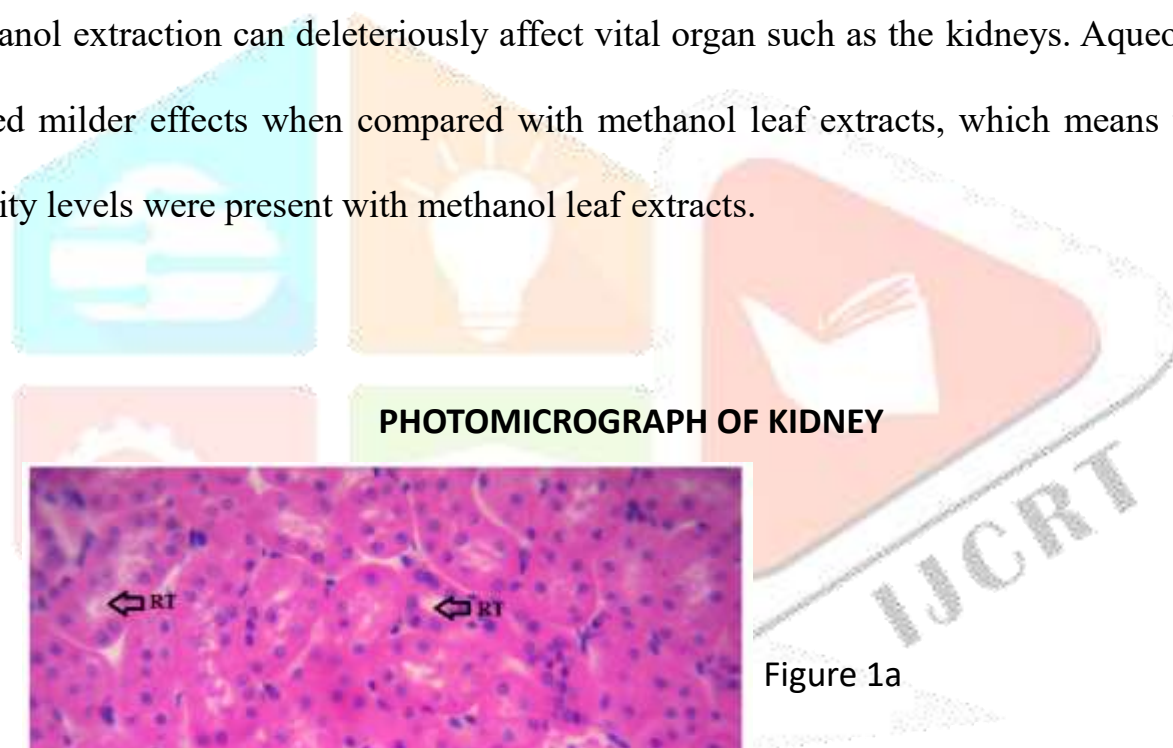 anol extraction can deleteriously affect vital organ such as the kidneys. Aqueo
ed milder effects when compared with methanol leaf extracts, which means
ity levels were present with methanol leaf extracts.
PHOTOMICROGRAPH OF KIDNEY
RT
RT
Figure 1a
IJCRT